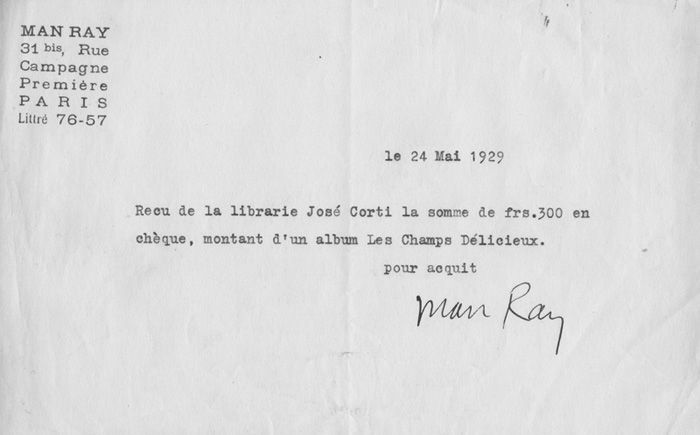 MAN RAY
31 bis, Rue
Campagne
Première
PARIS
Littré 76-57
le 24 Mai 1929
Recu de la librarie José Corti la somme de frs.300 en
chèque, montant d'un album Les Champs Délicieux.
pour acquit
Man Ray